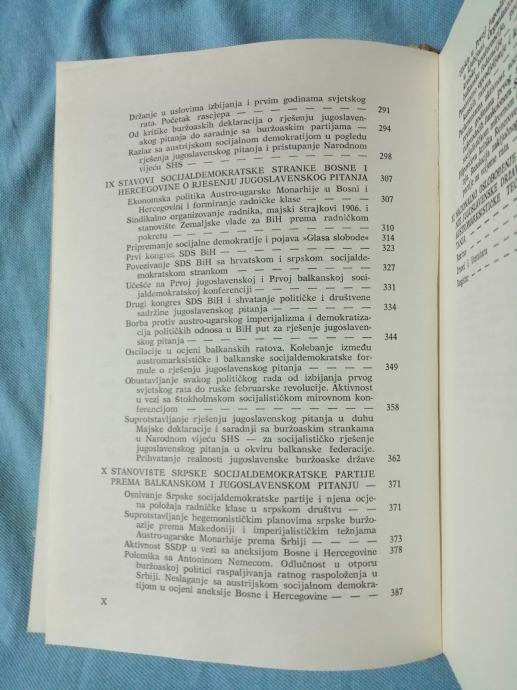 Držanje u uslovima izbijanja i prvim godinama svjetskog
rata. Početak rascjepa — — — — — — — — 291
Od kritike buržoaskih deklaracija o rješenju jugoslaven-
skog pitanja do saradnje sa buržoaskim partijama — — 294
Razlaz sa austrijskom socijalnom demokratijom u pogledu
rješenja jugoslavenskog pitanja i pristupanje Narodnom
vijeću SHS — — — — — — — — — — — 298
IX STAVOVI SOCIJALDEMOKRATSKE STRANKE BOSNE I
HERCEGOVINE O RJEŠENJU JUGOSLAVENSKOG PITANJA 307
Ekonomska politika Austro-ugarske Monarhije u Bosni i
Hercegovini i formiranje radničke klase — — — — 307
Sindikalno organizovanje radnika, majski štrajkovi 1906. i
stanovište Zemaljske vlade za BiH prema radničkom
pokretu — — — — — — — — — — — — 310
Pripremanje socijalne demokratije i pojava »Glasa slobode« 314
Prvi kongres SDS BiH — — — — — — — — 323
Povezivanje SDS BiH sa hrvatskom i srpskom socijalde-
mokratskom strankom — — — — — — — — 327
Učešće na Prvoj jugoslavenskoj i Prvoj balkanskoj soci-
jaldemokratskoj konferenciji — — — — — — — 331
Drugi kongres SDS BiH i shvatanje političke i društvene
sadržine jugoslavenskog pitanja — — — — — — 334
Borba protiv austro-ugarskog imperijalizma i demokratiza-
cija političkih odnosa u BiH put za rješenje jugoslaven-
skog pitanja — — — — — — — — — — — 344
Oscilacije u ocjeni balkanskih ratova. Kolebanje između
austromarksističke i balkanske socijaldemokratske for-
mule o rješenju jugoslavenskog pitanja — — — — 349
Obustavljanje svakog političkog rada od izbijanja prvog
svjetskog rata do ruske februarske revolucije. Aktivnost
u vezi sa Štokholmskom socijalističkom mirovnom kon-
ferencijom — — — — — — — — — — — 358
Suprotstavljanje rješenju jugoslavenskog pitanja u duhu
Majske deklaracije i saradnji sa buržoaskim strankama
u Narodnom vijeću SHS — za socijalističko rješenje
jugoslavenskog pitanja u okviru balkanske federacije.
Prihvatanje realnosti jugoslavenske buržoaske države 362
X STANOVIŠTE SRPSKE SOCIJALDEMOKRATSKE PARTIJE
PREMA BALKANSKOM I JUGOSLAVENSKOM PITANJU — 371
Osnivanje Srpske socijaldemokratske partije i njena ocje-
na položaja radničke klase u srpskom društvu — — — 371
Suprotstavljanje hegemonističkim planovima srpske buržo-
azije prema Makedoniji i imperijalističkim težnjama
Austro-ugarske Monarhije prema Srbiji — — — — 373
Aktivnost SSDP u vezi sa aneksijom Bosne i Hercegovine 378
Polemika sa Antoninom Nemecom. Odlučnost u otporu
buržoaskoj politici raspaljivanja ratnog raspoloženja u
Srbiji. Neslaganje sa austrijskom socijalnom demokra-
tijom u ocjeni aneksije Bosne i Hercegovine — — — 387
X